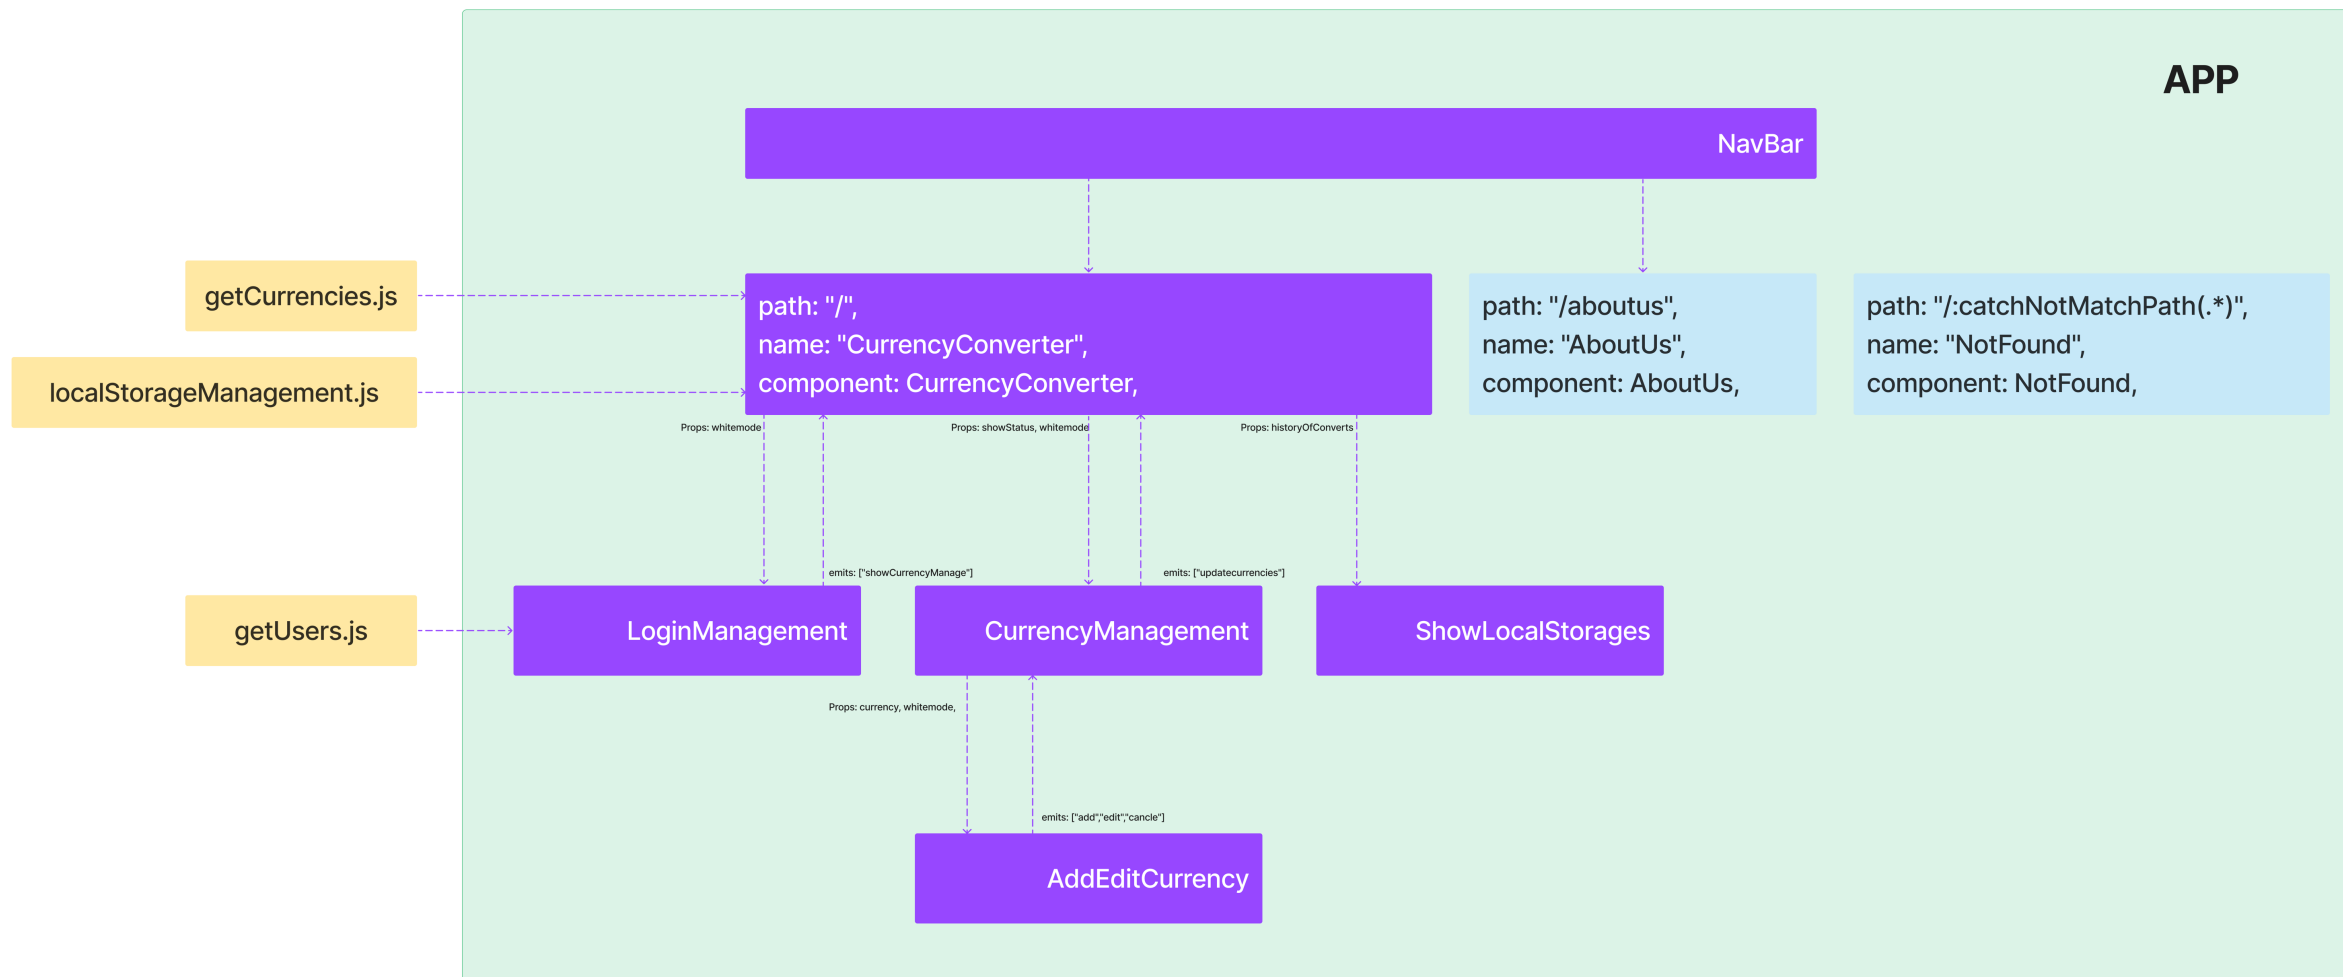 APP
NavBar
getCurrencies.js
localStorageManagement.js
path: "/",
name: "CurrencyConverter",
component: CurrencyConverter,
path: "/aboutus",
name: "AboutUs",
component: AboutUs,
path: "/:catchNotMatchPath(.*)",
name: "NotFound",
component: NotFound,
Props: whitemode
Props: showStatus, whitemode
Props: historyOfConverts
emits: ["showCurrencyManage"]
emits: ["updatecurrencies"]
getUsers.js
LoginManagement
CurrencyManagement
ShowLocalStorages
Props: currency, whitemode,
emits: ["add","edit","cancle"]
AddEditCurrency